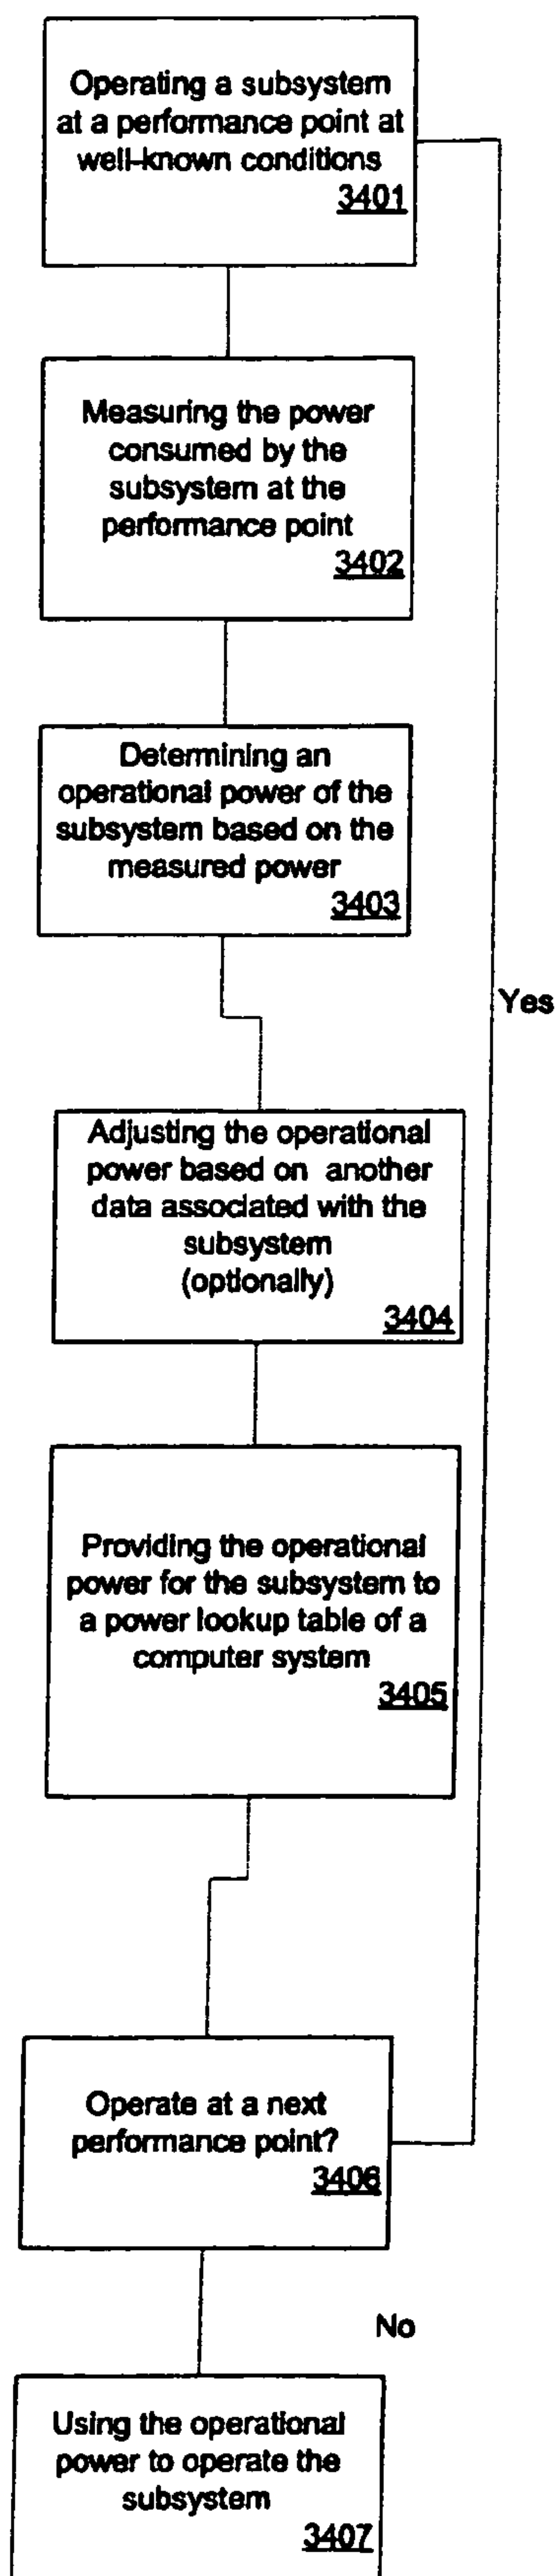 Operating a subsystem
at a performance point at
well-known conditions
3401
Measuring the power
consumed by the
subsystem at the
performance point
3402
Determining an
operational power of the
subsystem based on the
measured power
3403
Yes
Adjusting the operational
power based on another
data associated with the
subsystem
(optionally)
3404
Providing the operational
power for the subsystem to
a power lookup table of a
computer system
3405
Operate at a next
performance point?
3406
No
Using the operational
power to operate the
subsystem
3407